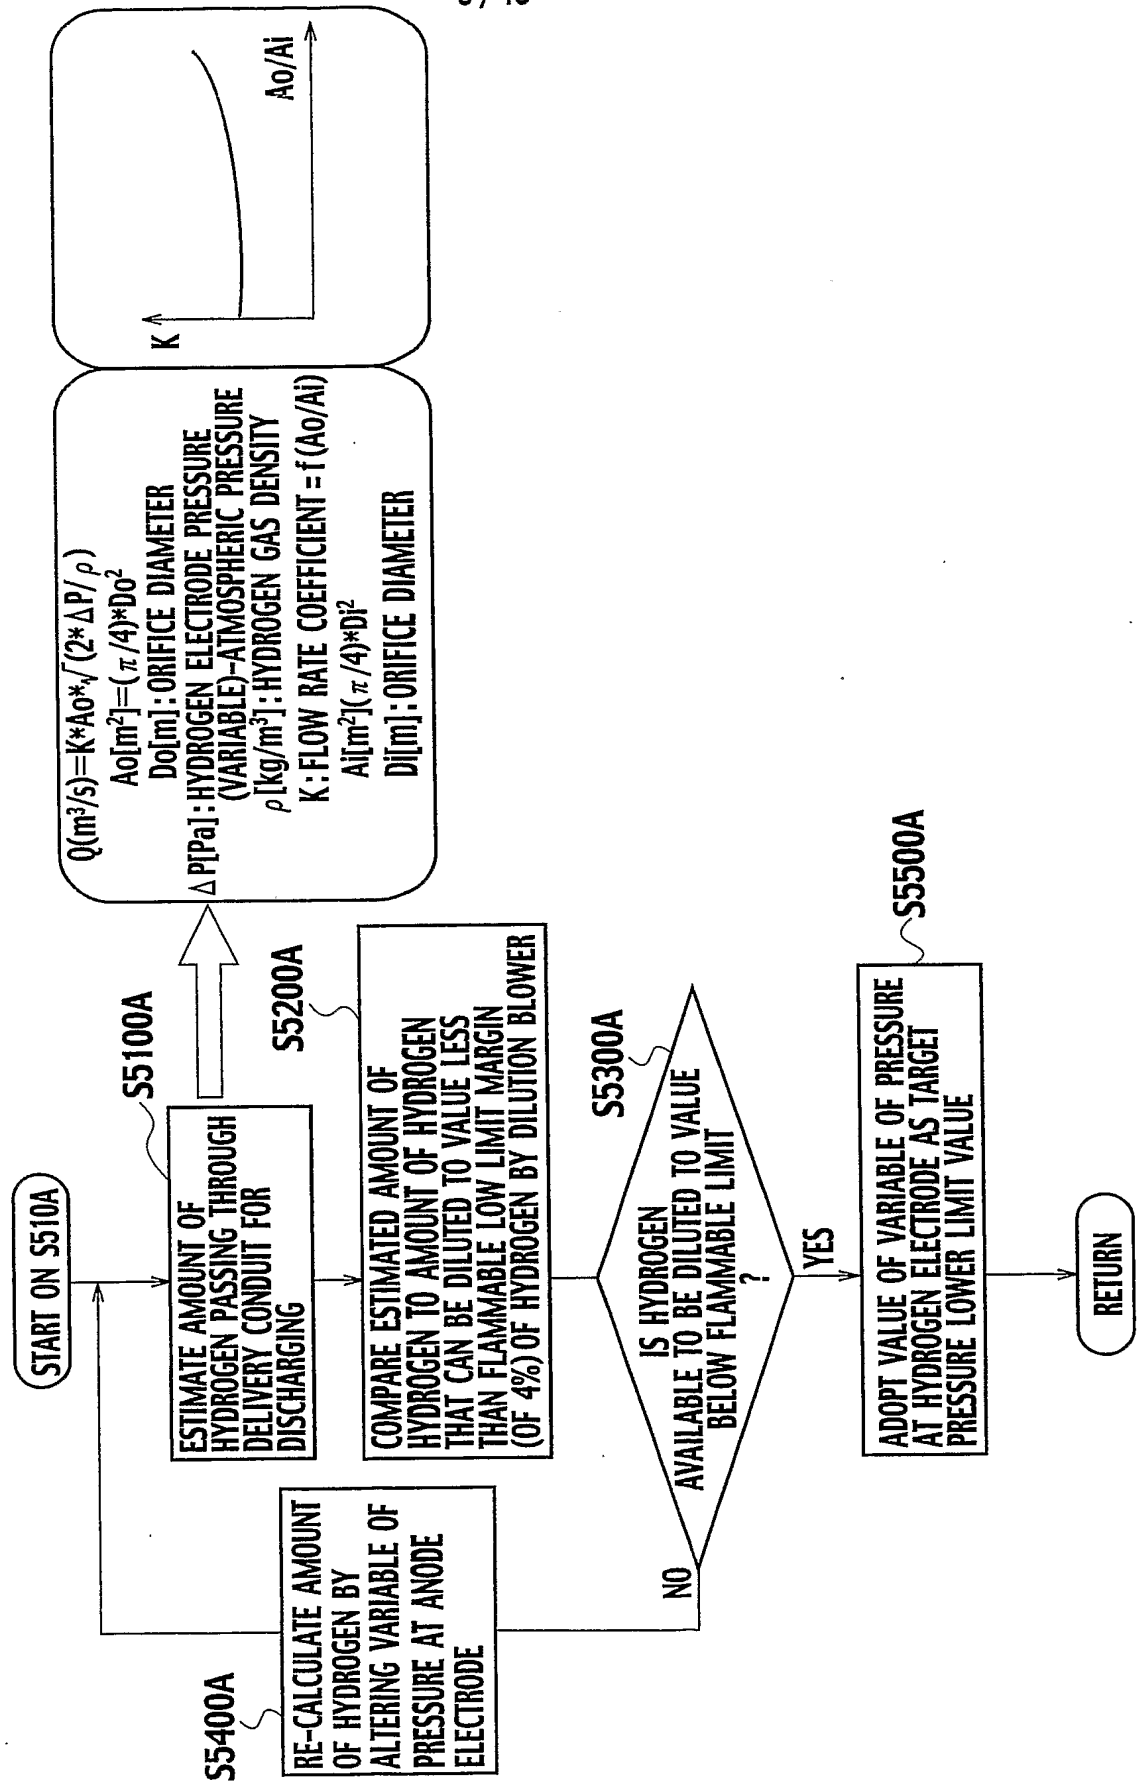 START ON S510A
S5100A
ESTIMATE AMOUNT OF
HYDROGEN PASSING THROUGH
DELIVERY CONDUIT FOR
DISCHARGING
Q(m³/s)=K*Ao*√(2*ΔP/ρ)
Ao[m²]=(π/4)*Do²
Do[m]:ORIFICE DIAMETER
ΔP[Pa]:HYDROGEN ELECTRODE PRESSURE
(VARIABLE)-ATMOSPHERIC PRESSURE
ρ[kg/m³]:HYDROGEN GAS DENSITY
K:FLOW RATE COEFFICIENT=f(Ao/Ai)
Ai[m²](π/4)*Di²
Di[m]:ORIFICE DIAMETER
K
Ao/Ai
S5200A
COMPARE ESTIMATED AMOUNT OF
HYDROGEN TO AMOUNT OF HYDROGEN
THAT CAN BE DILUTED TO VALUE LESS
THAN FLAMMABLE LOW LIMIT MARGIN
(OF 4%) OF HYDROGEN BY DILUTION BLOWER
S5300A
IS HYDROGEN
AVAILABLE TO BE DILUTED TO VALUE
BELOW FLAMMABLE LIMIT
?
NO
YES
S5400A
RE-CALCULATE AMOUNT
OF HYDROGEN BY
ALTERING VARIABLE OF
PRESSURE AT ANODE
ELECTRODE
S5500A
ADOPT VALUE OF VARIABLE OF PRESSURE
AT HYDROGEN ELECTRODE AS TARGET
PRESSURE LOWER LIMIT VALUE
RETURN